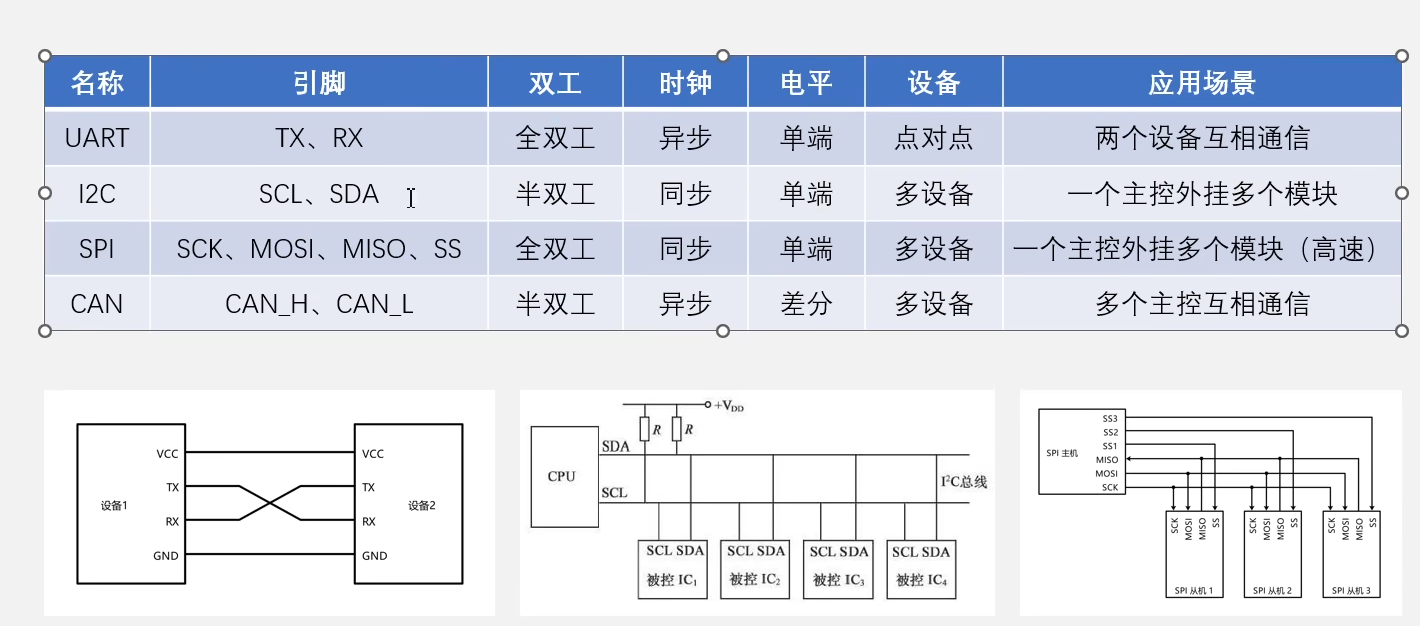 名称 引脚 双工 时钟 电平 设备 应用场景
UART TX、RX 全双工 异步 单端 点对点 两个设备互相通信
I2C SCL、SDA 半双工 同步 单端 多设备 一个主控外挂多个模块
SPI SCK、MOSI、MISO、SS 全双工 同步 单端 多设备 一个主控外挂多个模块（高速）
CAN CAN_H、CAN_L 半双工 异步 差分 多设备 多个主控互相通信
设备1
VCC
TX
RX
GND
VCC
TX
RX
GND
设备2
+VDD
R R
CPU
SDA
SCL
I²C总线
SCL SDA
被控 IC₁
SCL SDA
被控 IC₂
SCL SDA
被控 IC₃
SCL SDA
被控 IC₄
SPI 主机
SS3
SS2
SS1
MISO
MOSI
SCK
SCK MOSI MISO SS
SPI 从机 1
SCK MOSI MISO SS
SPI 从机 2
SCK MOSI MISO SS
SPI 从机 3